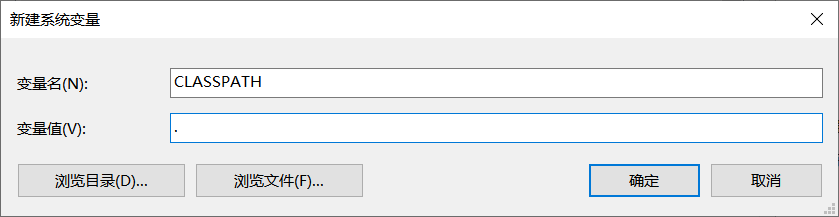 新建系统变量
变量名(N): CLASSPATH
变量值(V): .
浏览目录(D)... 浏览文件(F)... 确定 取消